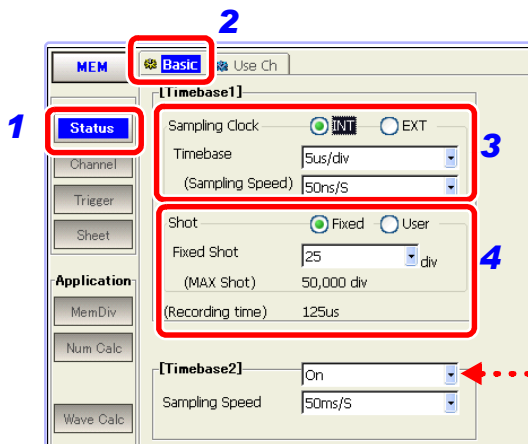 2
MEM
Basic
Use Ch
[Timebase1]
1
Status
Sampling Clock
INT
EXT
3
Channel
Timebase
5us/div
(Sampling Speed)
50ns/S
Trigger
Shot
Fixed
User
Sheet
Fixed Shot
25
div
4
Application
(MAX Shot)
50,000 div
MemDiv
(Recording time)
125us
Num Calc
[Timebase2]
On
Sampling Speed
50ms/S
Wave Calc